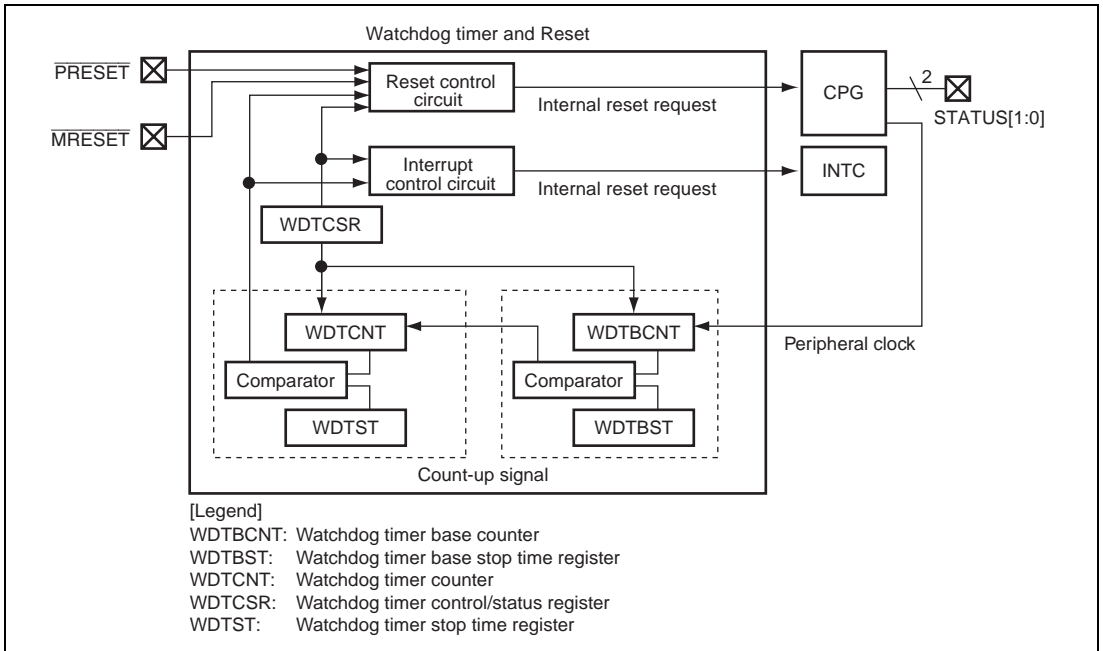 Watchdog timer and Reset
PRESET
MRESET
Reset control
circuit
Internal reset request
CPG
2
STATUS[1:0]
Interrupt
control circuit
Internal reset request
INTC
WDTCSR
WDTCNT
WDTBCNT
Peripheral clock
Comparator
Comparator
WDTST
WDTBST
Count-up signal
[Legend]
WDTBCNT: Watchdog timer base counter
WDTBST: Watchdog timer base stop time register
WDTCNT: Watchdog timer counter
WDTCSR: Watchdog timer control/status register
WDTST: Watchdog timer stop time register